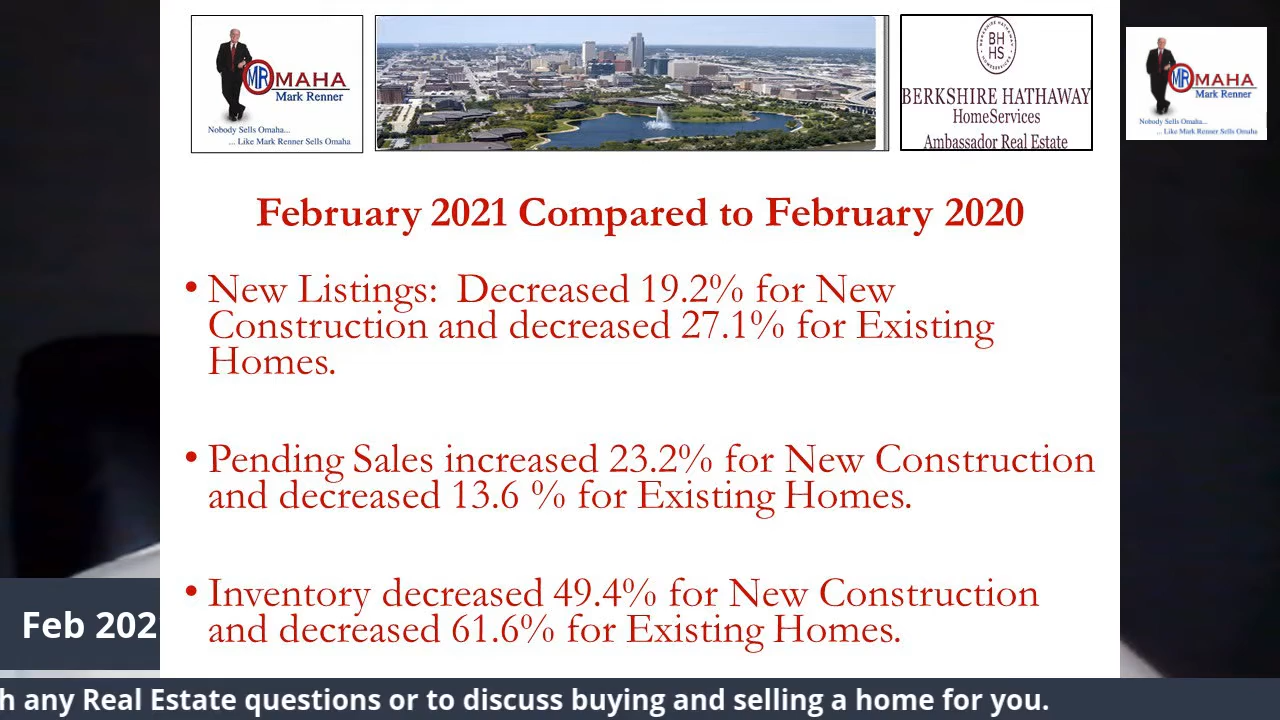 MR OMAHA
Mark Renner
Nobody Sells Omaha...
... Like Mark Renner Sells Omaha
BERKSHIRE HATHAWAY
HOMESERVICES
BH
HS
BERKSHIRE HATHAWAY
HomeServices
Ambassador Real Estate
MR OMAHA
Mark Renner
Nobody Sells Omaha...
... Like Mark Renner Sells Omaha
February 2021 Compared to February 2020
• New Listings:  Decreased 19.2% for New
Construction and decreased 27.1% for Existing
Homes.
• Pending Sales increased 23.2% for New Construction
and decreased 13.6 % for Existing Homes.
• Inventory decreased 49.4% for New Construction
and decreased 61.6% for Existing Homes.
Feb 202
h any Real Estate questions or to discuss buying and selling a home for you.